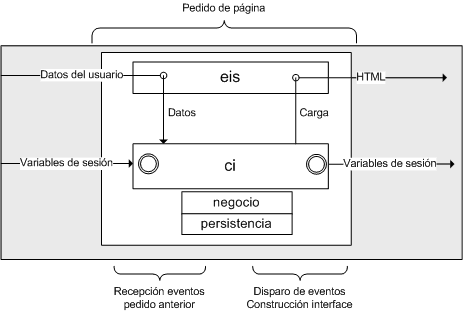 Pedido de página
Datos del usuario
eis
HTML
Datos
Carga
Variables de sesión
ci
Variables de sesión
negocio
persistencia
Recepción eventos
pedido anterior
Disparo de eventos
Construcción interface